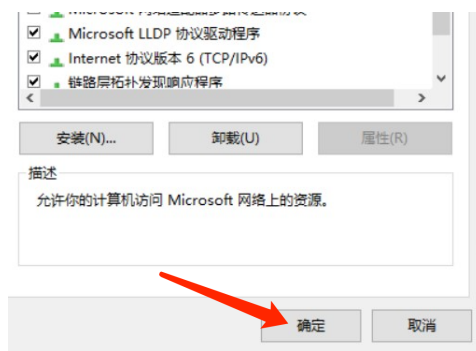 Microsoft LLDP 协议驱动程序
Internet 协议版本 6 (TCP/IPv6)
链路层拓扑发现响应程序
安装(N)... 卸载(U) 属性(R)
描述
允许你的计算机访问 Microsoft 网络上的资源。
确定 取消